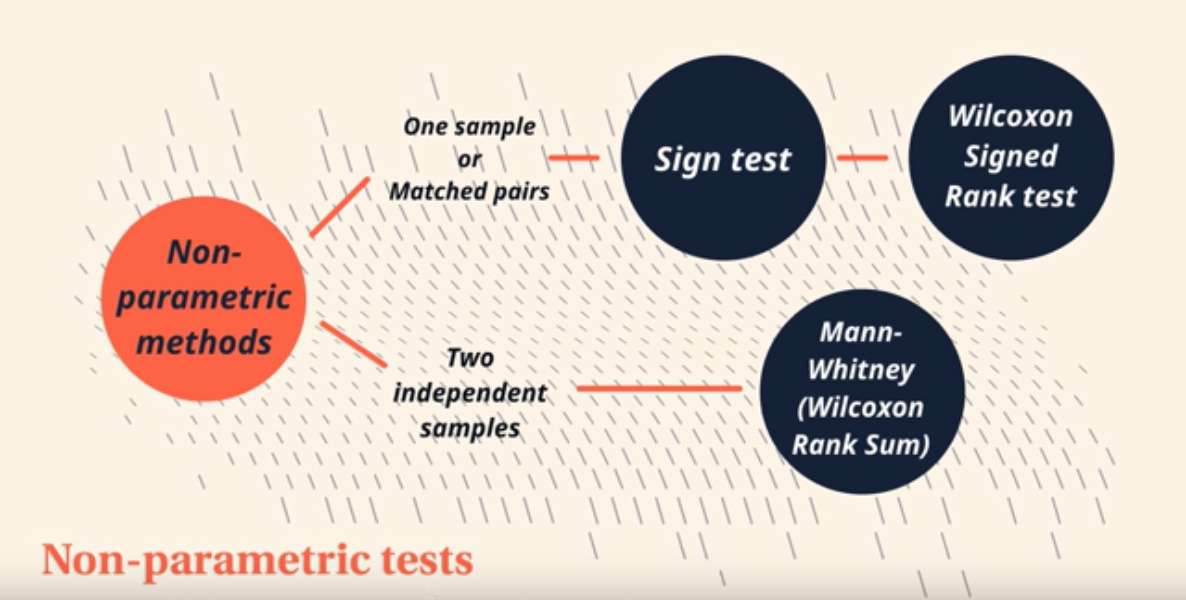 One sample
or
Matched pairs
Sign test
Wilcoxon
Signed
Rank test
Non-
parametric
methods
Two
independent
samples
Mann-
Whitney
(Wilcoxon
Rank Sum)
Non-parametric tests